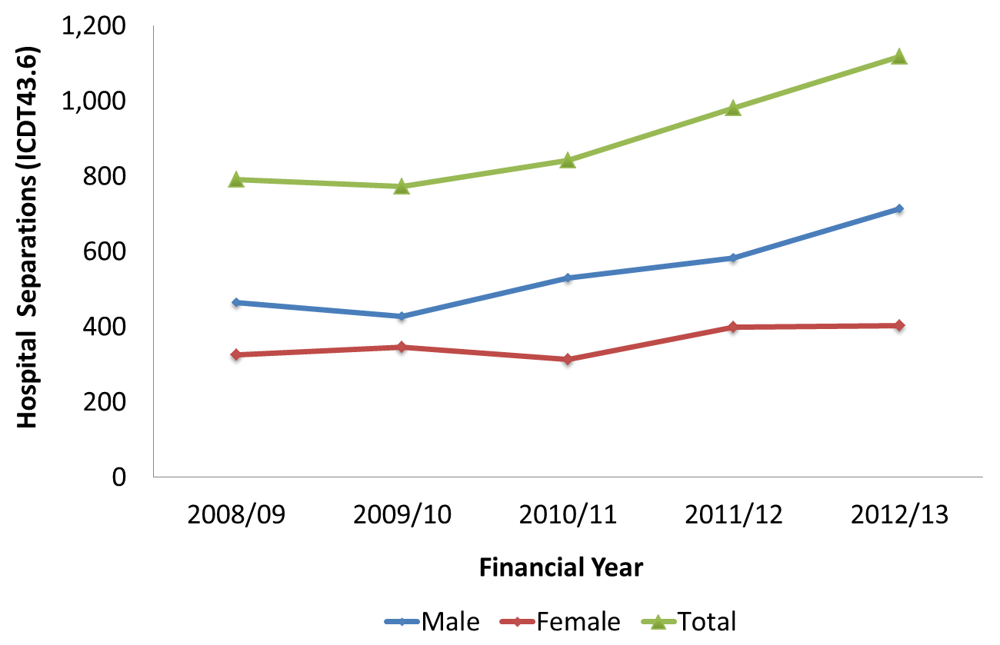 Hospital Separations (ICDT43.6)
1,200
1,000
800
600
400
200
0
2008/09 2009/10 2010/11 2011/12 2012/13
Financial Year
Male Female Total